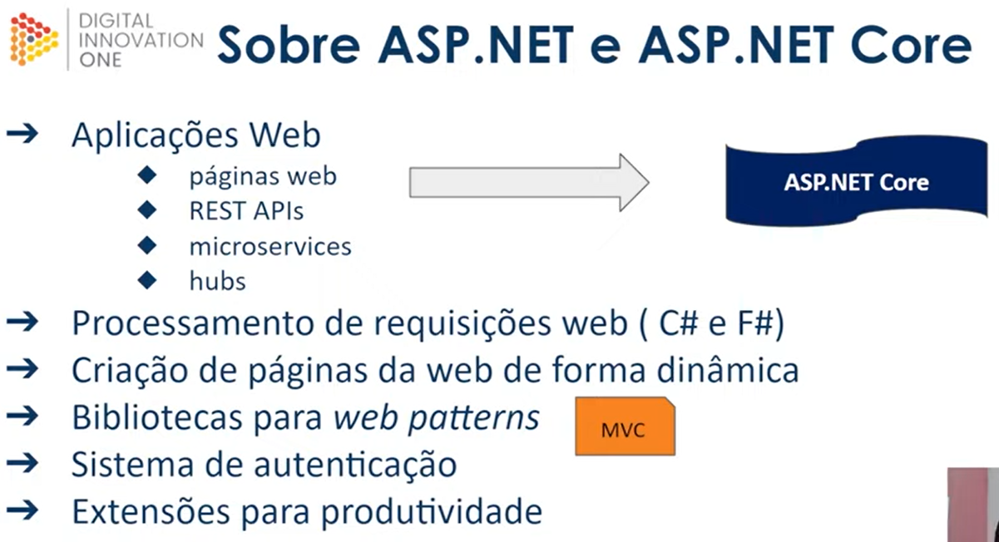 DIGITAL
INNOVATION
ONE
Sobre ASP.NET e ASP.NET Core
➔ Aplicações Web
◆ páginas web
◆ REST APIs
◆ microservices
◆ hubs
ASP.NET Core
➔ Processamento de requisições web ( C# e F#)
➔ Criação de páginas da web de forma dinâmica
➔ Bibliotecas para web patterns
MVC
➔ Sistema de autenticação
➔ Extensões para produtividade